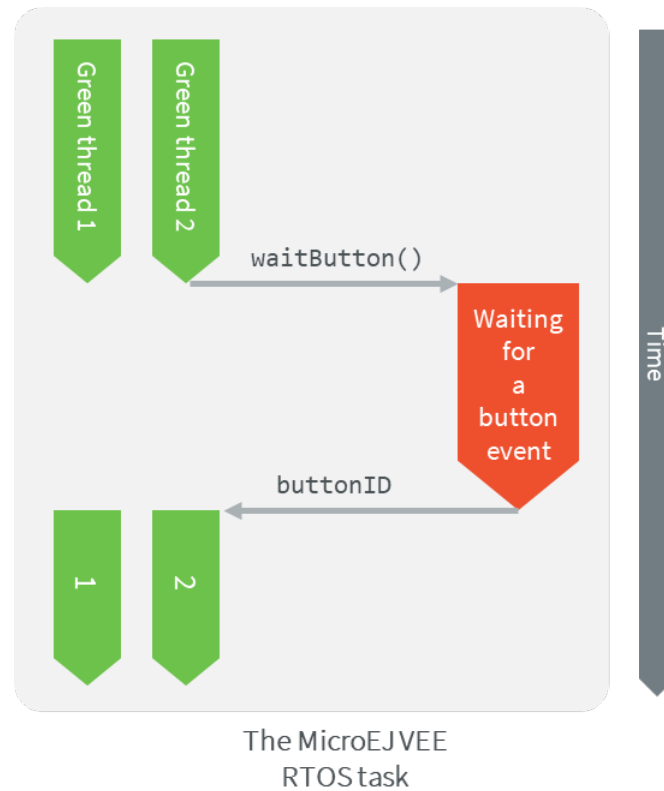 Green thread 1
Green thread 2
waitButton()
Waiting
for
a
button
event
Time
buttonID
1
2
The MicroEJ VEE
RTOS task